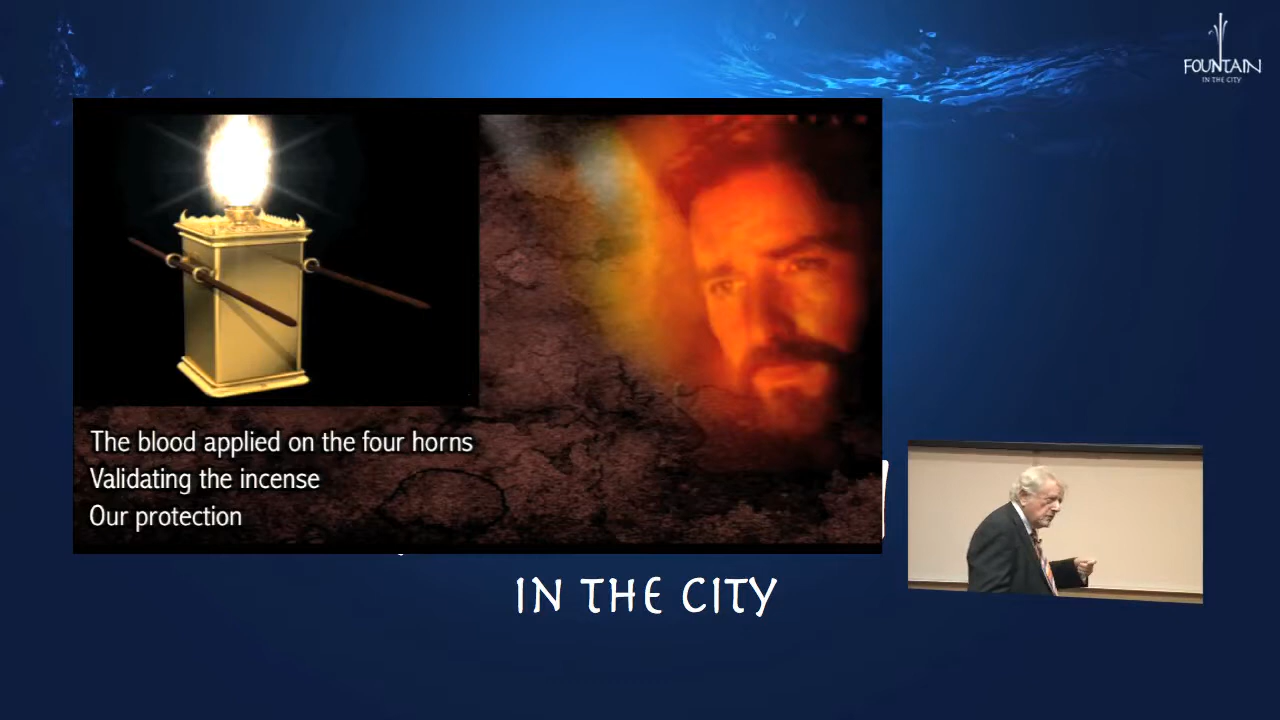 FOUNTAIN
IN THE CITY
The blood applied on the four horns
Validating the incense
Our protection
IN THE CITY